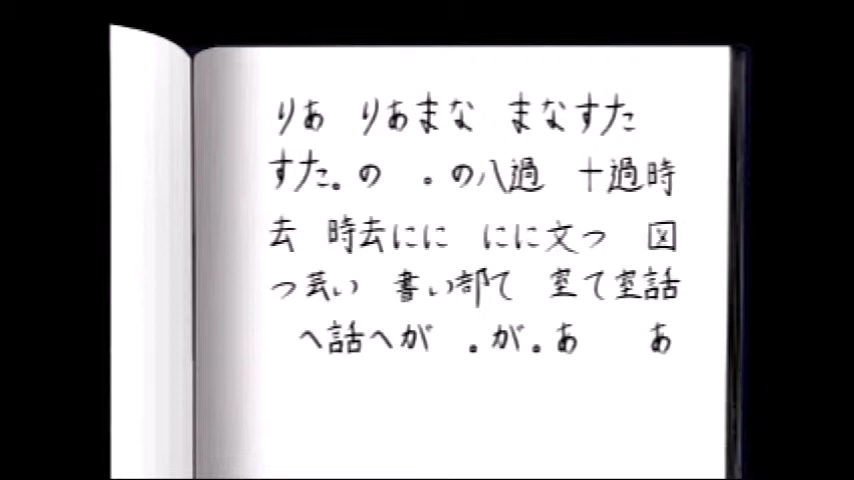 りあ　りあまな　まなすた
すた。の　。の八過　十過時
去　時去にに　にに文つ　図
つ芸い　書い部て　室て室話
へ話へが　。が。あ　　あ